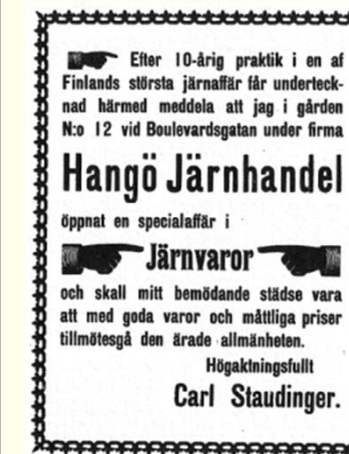 Efter 10-årig praktik i en af
Finlands största järnaffär får underteck-
nad härmed meddela att jag i gården
N:o 12 vid Boulevardsgatan under firma
Hangö Järnhandel
öppnat en specialaffär i
Järnvaror
och skall mitt bemödande städse vara
att med goda varor och måttliga priser
tillmötesgå den ärade allmänheten.
Högaktningsfullt
Carl Staudinger.